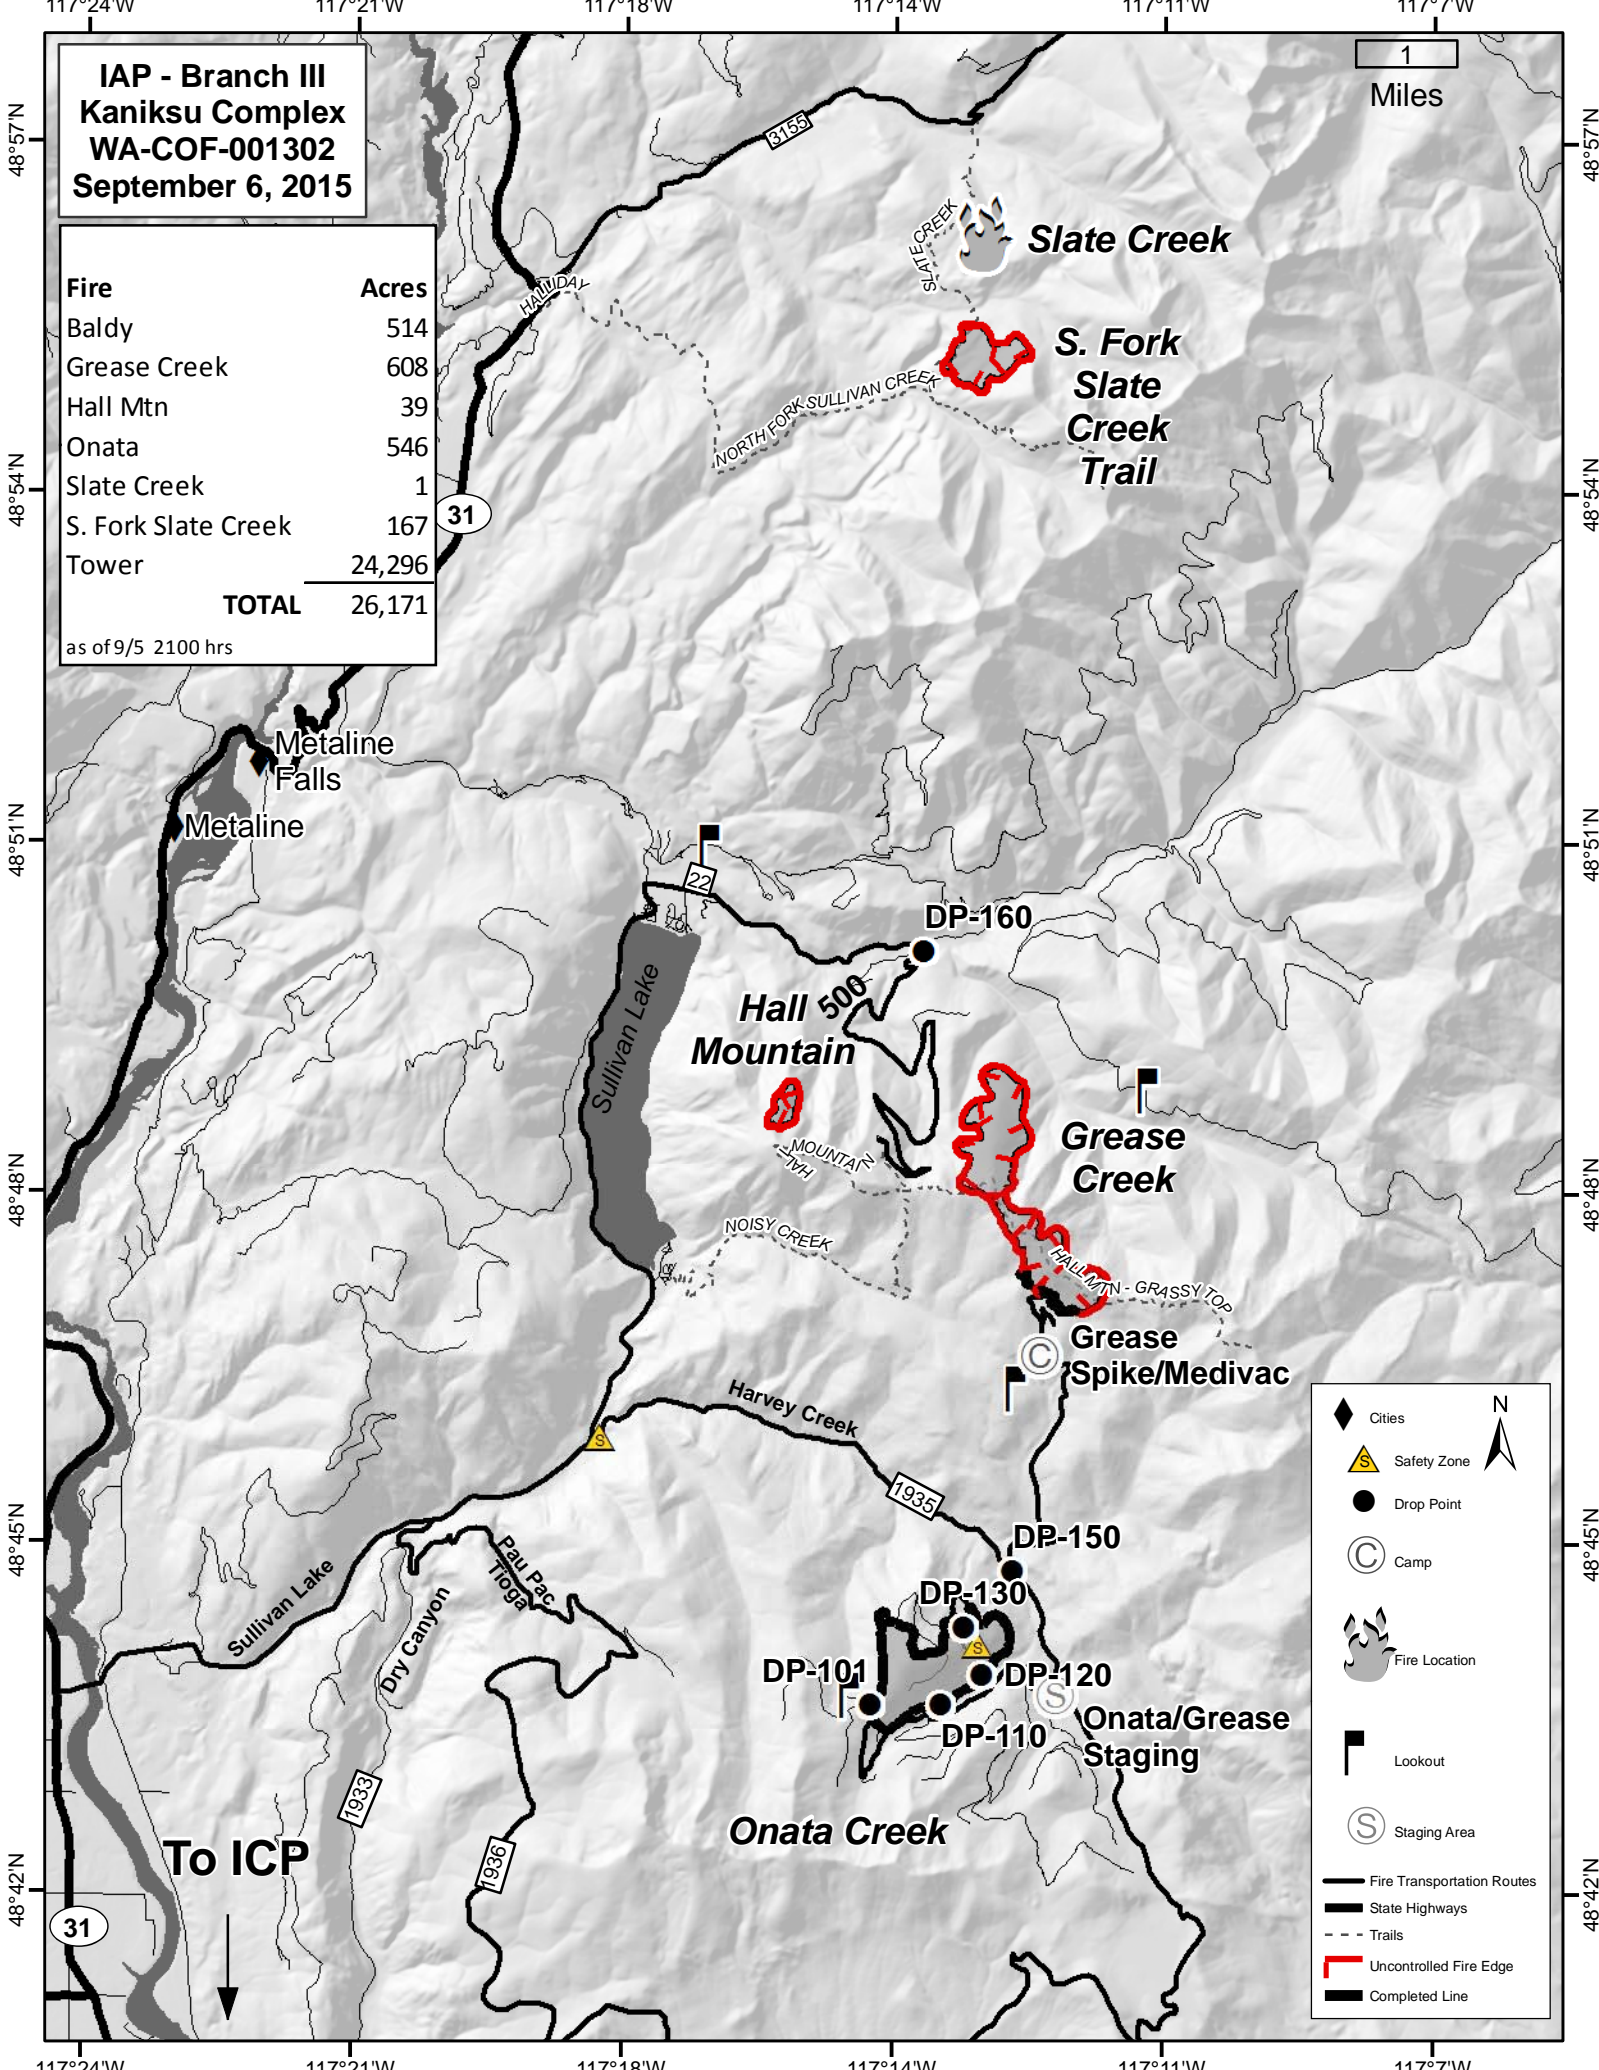 117°24'W
117°21'W
117°18'W
117°14'W
117°11'W
117°7'W
IAP - Branch III
Kaniksu Complex
WA-COF-001302
September 6, 2015
1
Miles
48°57'N
48°57'N
3155
Fire Acres
Baldy 514
Grease Creek 608
Hall Mtn 39
Onata 546
Slate Creek 1
S. Fork Slate Creek 167
Tower 24,296
TOTAL 26,171
as of 9/5 2100 hrs
SLATE CREEK
Slate Creek
HALLIDAY
S. Fork
Slate
Creek
Trail
NORTH FORK SULLIVAN CREEK
48°54'N
48°54'N
31
Metaline
Falls
Metaline
48°51'N
48°51'N
22
DP-160
Sullivan Lake
500
Hall
Mountain
Grease
Creek
HALL MOUNTAIN
48°48'N
48°48'N
NOISY CREEK
HALL MTN - GRASSY TOP
Grease
Spike/Medivac
C
Harvey Creek
S
1935
48°45'N
48°45'N
DP-150
Pau Pac
Tioga
Sullivan Lake
Dry Canyon
DP-130
S
DP-101
DP-120
S
DP-110
Onata/Grease
Staging
1933
Onata Creek
1936
To ICP
48°42'N
48°42'N
31
N
Cities
S
Safety Zone
Drop Point
C
Camp
Fire Location
Lookout
S
Staging Area
Fire Transportation Routes
State Highways
Trails
Uncontrolled Fire Edge
Completed Line
117°24'W
117°21'W
117°18'W
117°14'W
117°11'W
117°7'W